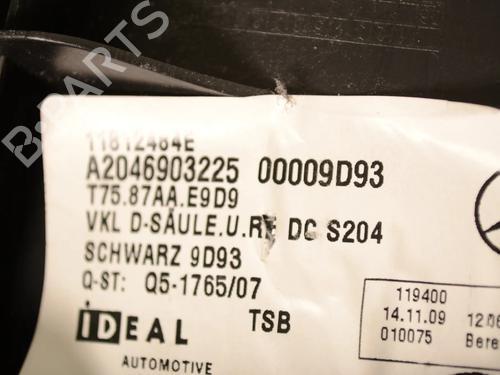 B-PARTS
11812484E
A2046903225 00009D93
T75.87AA.E9D9
VKL D-SÄULE.U.RE DC S204
SCHWARZ 9D93
Q-ST: Q5-1765/07
IDEAL TSB
AUTOMOTIVE
119400
14.11.09
010075